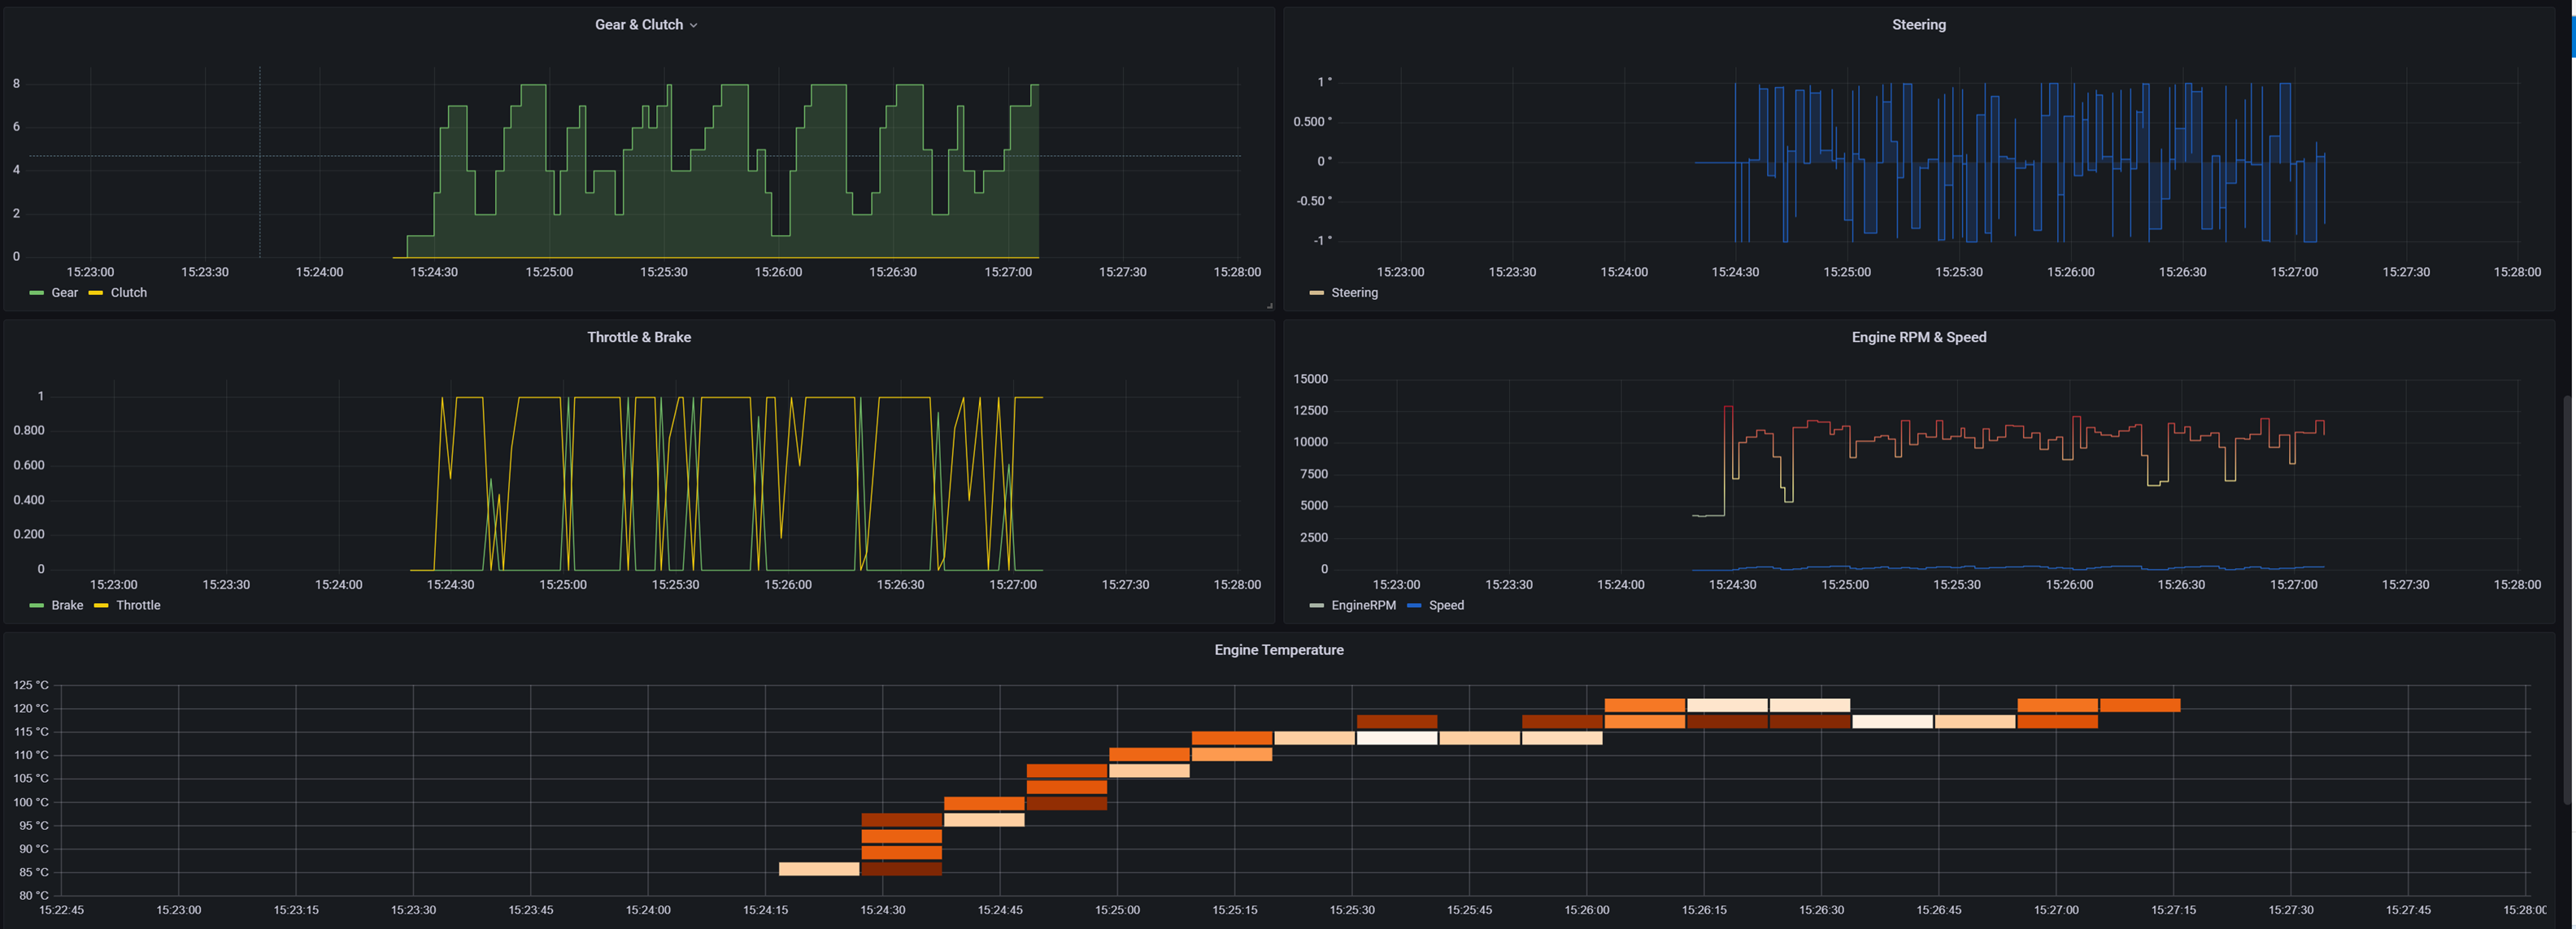 Gear & Clutch
8
6
4
2
0
15:23:00 15:23:30 15:24:00 15:24:30 15:25:00 15:25:30 15:26:00 15:26:30 15:27:00 15:27:30 15:28:00
Gear Clutch
Steering
1 °
0.500 °
0 °
-0.50 °
-1 °
15:23:00 15:23:30 15:24:00 15:24:30 15:25:00 15:25:30 15:26:00 15:26:30 15:27:00 15:27:30 15:28:00
Steering
Throttle & Brake
1
0.800
0.600
0.400
0.200
0
15:23:00 15:23:30 15:24:00 15:24:30 15:25:00 15:25:30 15:26:00 15:26:30 15:27:00 15:27:30 15:28:00
Brake Throttle
Engine RPM & Speed
15000
12500
10000
7500
5000
2500
0
15:23:00 15:23:30 15:24:00 15:24:30 15:25:00 15:25:30 15:26:00 15:26:30 15:27:00 15:27:30 15:28:00
EngineRPM Speed
Engine Temperature
125 °C
120 °C
115 °C
110 °C
105 °C
100 °C
95 °C
90 °C
85 °C
80 °C
15:22:45 15:23:00 15:23:15 15:23:30 15:23:45 15:24:00 15:24:15 15:24:30 15:24:45 15:25:00 15:25:15 15:25:30 15:25:45 15:26:00 15:26:15 15:26:30 15:26:45 15:27:00 15:27:15 15:27:30 15:27:45 15:28:00